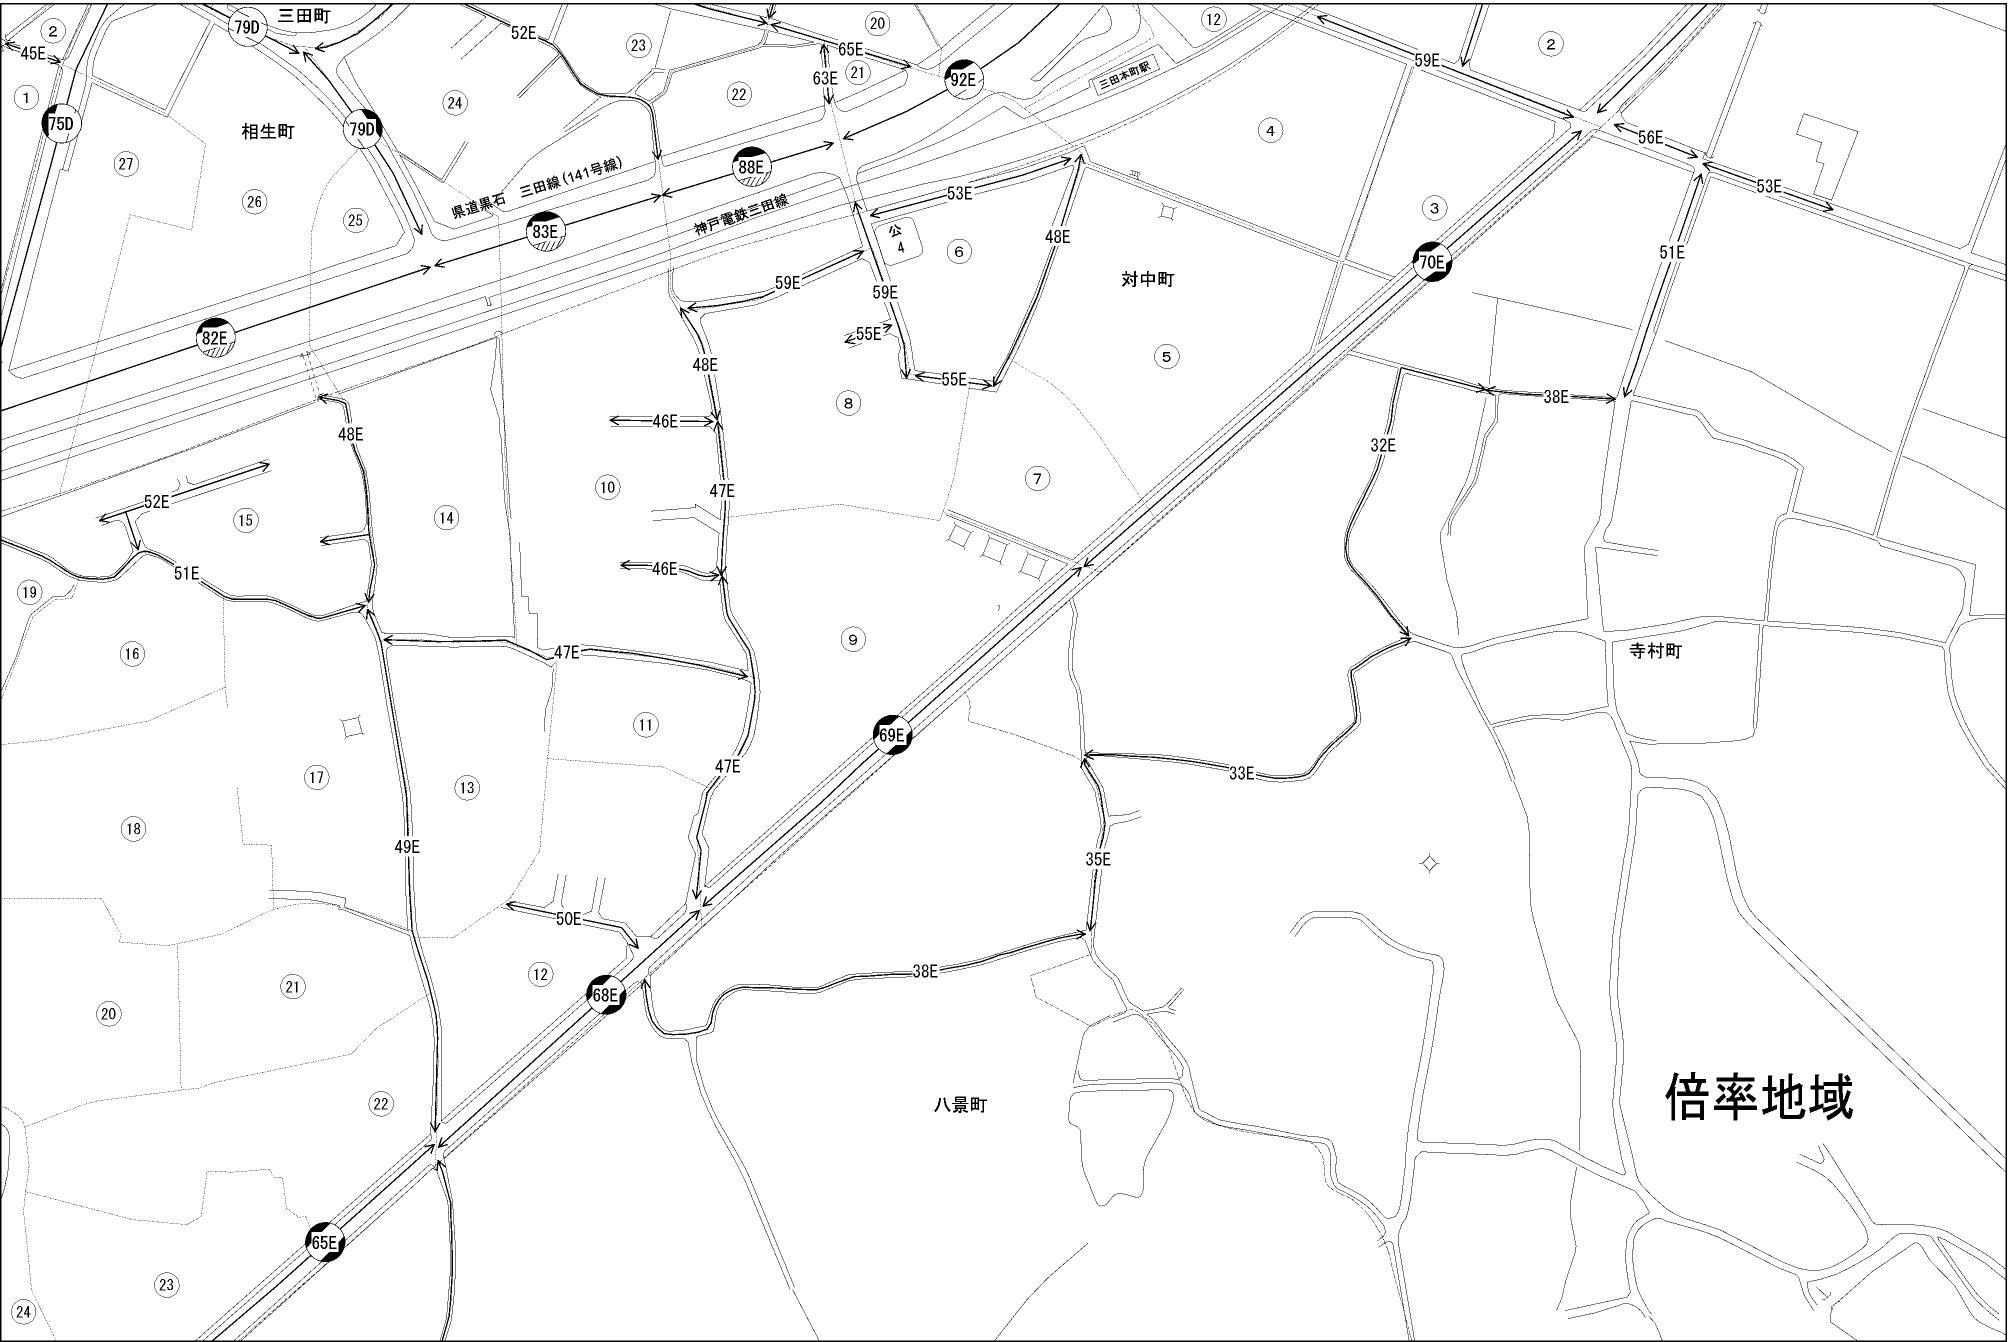 三田町
79D
2
45E
1
75D
相生町
27
26
25
79D
24
52E
23
22
20
65E
63E
21
92E
三田本町駅
12
59E
2
56E
53E
4
3
51E
70E
県道黒石 三田線(141号線)
88E
83E
神戸電鉄三田線
82E
53E
公
4
6
48E
対中町
59E
59E
55E
55E
5
48E
8
46E
47E
46E
10
7
38E
32E
48E
52E
15
14
51E
19
16
47E
9
寺村町
11
69E
47E
33E
17
13
18
49E
35E
50E
12
38E
68E
21
20
22
八景町
倍率地域
65E
23
24